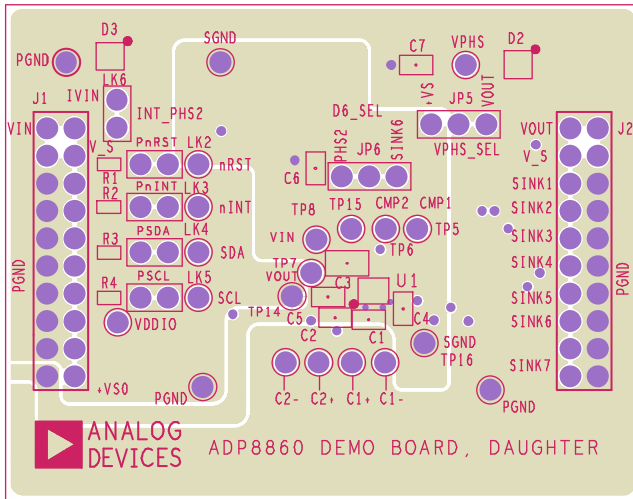 D3
SGND
VPHS
D2
PGND
C7
LK6
J1
IVIN
INT_PHS2
+VS
JP5
VOUT
D6_SEL
VIN
PnRST
LK2
PHS2
JP6
SINK6
VPHS_SEL
VOUT
J2
V_S
V_S
R1
nRST
C6
SINK1
PnINT
LK3
R2
nINT
TP8
TP15
CMP2
CMP1
SINK2
PSDA
LK4
VIN
TP6
TP5
SINK3
R3
SDA
TP7
SINK4
PGND
PSCL
LK5
VOUT
C3
U1
PGND
R4
SCL
SINK5
VDDIO
TP14
C5
C2
C1
C4
SINK6
SGND
TP16
SINK7
+VSO
PGND
C2-
C2+
C1+
C1-
PGND
ANALOG
DEVICES
ADP8860 DEMO BOARD, DAUGHTER